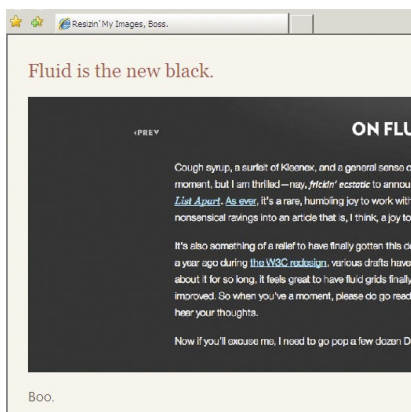 Resizin' My Images, Boss.
Fluid is the new black.
‹PREV
ON FLU
Cough syrup, a surfeit of Kleenex, and a general sense o
moment, but I am thrilled—nay, frickin' ecstatic to annou
List Apart. As ever, it's a rare, humbling joy to work with
nonsensical ravings into an article that is, I think, a joy to
It's also something of a relief to have finally gotten this do
a year ago during the W3C redesign, various drafts have
about it for so long, it feels great to have fluid grids finally
improved. So when you've a moment, please do go read
hear your thoughts.
Now if you'll excuse me, I need to go pop a few dozen D
Boo.